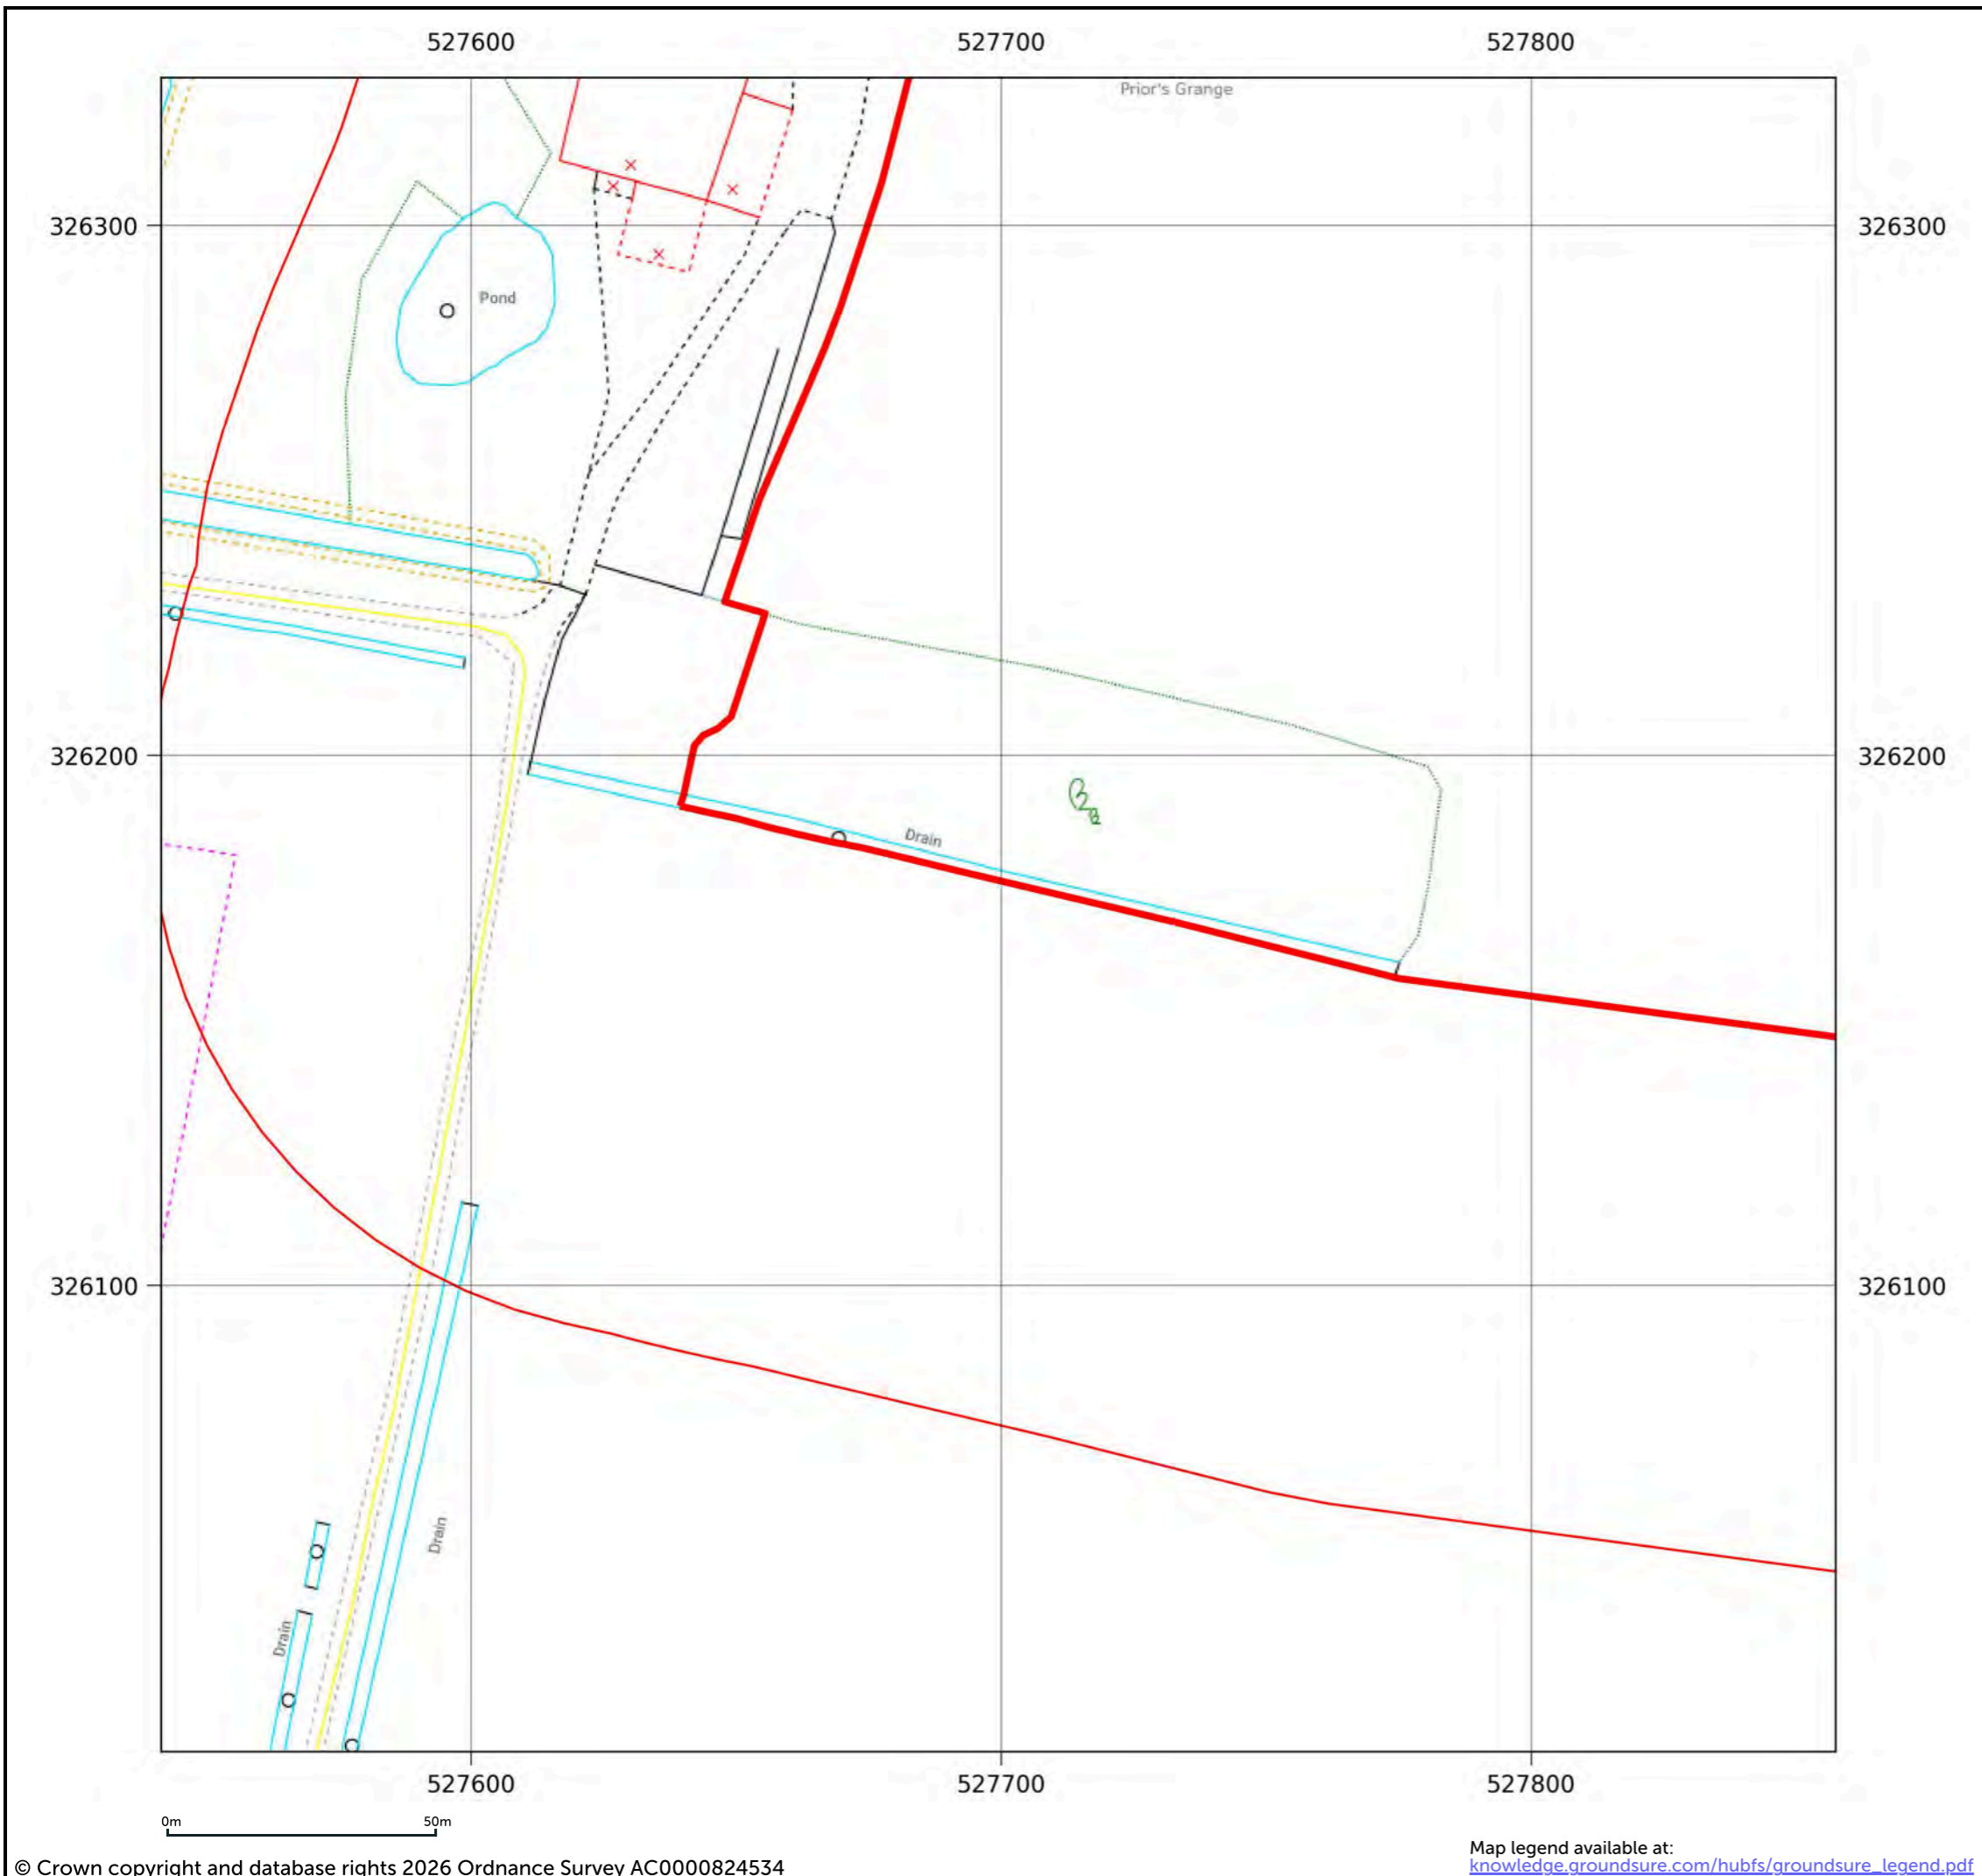 527600 527700 527800
Prior's Grange
326300 326300
Pond
326200 326200
Drain
326100 326100
Drain
Drain
527600 527700 527800
0m 50m
Map legend available at:
© Crown copyright and database rights 2026 Ordnance Survey AC0000824534
knowledge.groundsure.com/hubfs/groundsure_legend.pdf